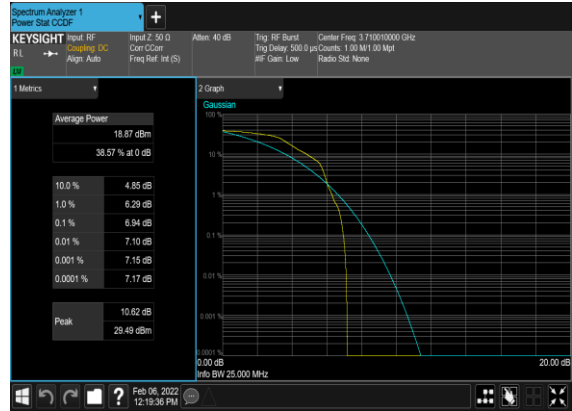 Spectrum Analyzer 1
Power Stat CCDF
KEYSIGHT
RL
Input: RF
Coupling: DC
Align: Auto
Input Z: 50 Ω
Corr CCorr
Freq Ref: Int (S)
Atten: 40 dB
Trig: RF Burst
Trig Delay: 500.0 µs
#IF Gain: Low
Center Freq: 3.710010000 GHz
Counts: 1.00 M/1.00 Mpt
Radio Std: None
1 Metrics
Average Power
18.87 dBm
38.57 % at 0 dB
10.0 % 4.85 dB
1.0 % 6.29 dB
0.1 % 6.94 dB
0.01 % 7.10 dB
0.001 % 7.15 dB
0.0001 % 7.17 dB
Peak
10.62 dB
29.49 dBm
2 Graph
Gaussian
100 %
10 %
1 %
0.1 %
0.01 %
0.001 %
0.0001 %
0.00 dB
20.00 dB
Info BW 25.000 MHz
?
Feb 06, 2022
12:19:36 PM